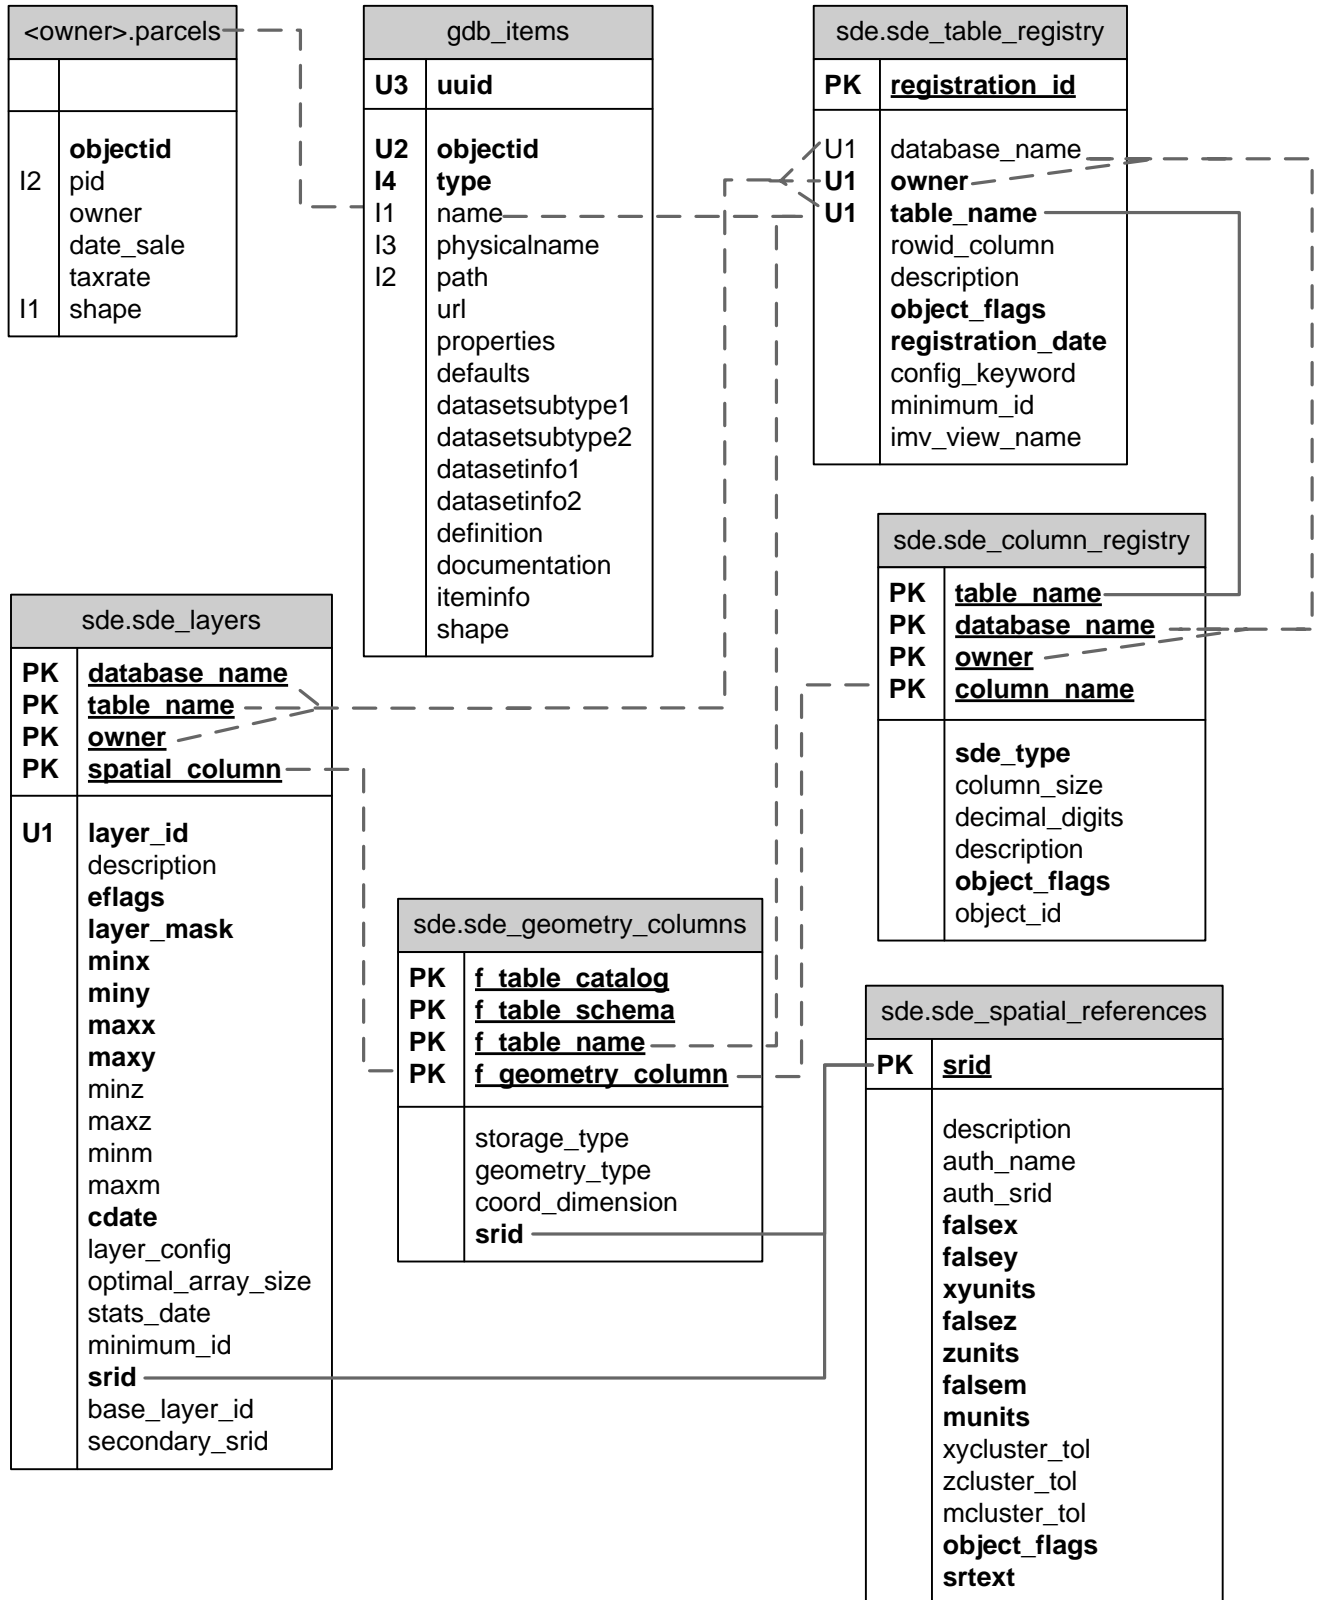 <owner>.parcels
objectid
I2 pid
owner
date_sale
taxrate
I1 shape
gdb_items
U3 uuid
U2 objectid
I4 type
I1 name
I3 physicalname
I2 path
url
properties
defaults
datasetsubtype1
datasetsubtype2
datasetinfo1
datasetinfo2
definition
documentation
iteminfo
shape
sde.sde_table_registry
PK registration_id
U1 database_name
U1 owner
U1 table_name
rowid_column
description
object_flags
registration_date
config_keyword
minimum_id
imv_view_name
sde.sde_column_registry
PK table_name
PK database_name
PK owner
PK column_name
sde_type
column_size
decimal_digits
description
object_flags
object_id
sde.sde_layers
PK database_name
PK table_name
PK owner
PK spatial_column
U1 layer_id
description
eflags
layer_mask
minx
miny
maxx
maxy
minz
maxz
minm
maxm
cdate
layer_config
optimal_array_size
stats_date
minimum_id
srid
base_layer_id
secondary_srid
sde.sde_geometry_columns
PK f_table_catalog
PK f_table_schema
PK f_table_name
PK f_geometry_column
storage_type
geometry_type
coord_dimension
srid
sde.sde_spatial_references
PK srid
description
auth_name
auth_srid
falsex
falsey
xyunits
falsez
zunits
falsem
munits
xycluster_tol
zcluster_tol
mcluster_tol
object_flags
srtext